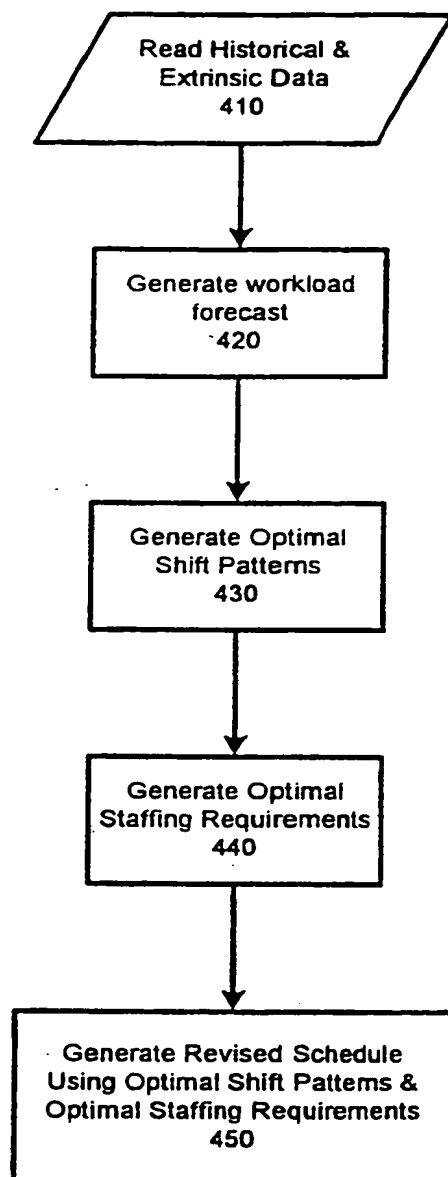 Read Historical &
Extrinsic Data
410
Generate workload
forecast
420
Generate Optimal
Shift Patterns
430
Generate Optimal
Staffing Requirements
440
Generate Revised Schedule
Using Optimal Shift Patterns &
Optimal Staffing Requirements
450